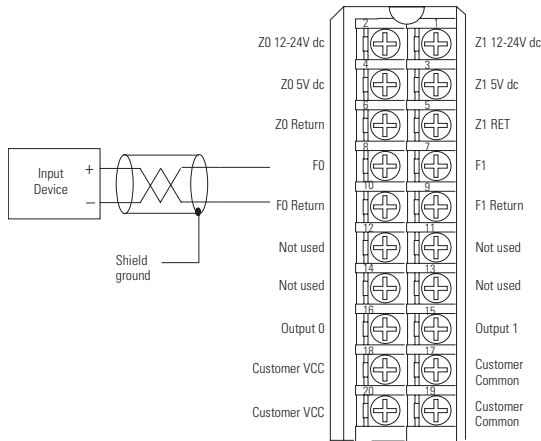 2 1
Z0 12-24V dc Z1 12-24V dc
4 3
Z0 5V dc Z1 5V dc
6 5
Z0 Return Z1 RET
8 7
F0 F1
Input
Device
+
–
10 9
F0 Return F1 Return
12 11
Not used Not used
Shield
ground
14 13
Not used Not used
16 15
Output 0 Output 1
18 17
Customer VCC Customer
Common
20 19
Customer VCC Customer
Common